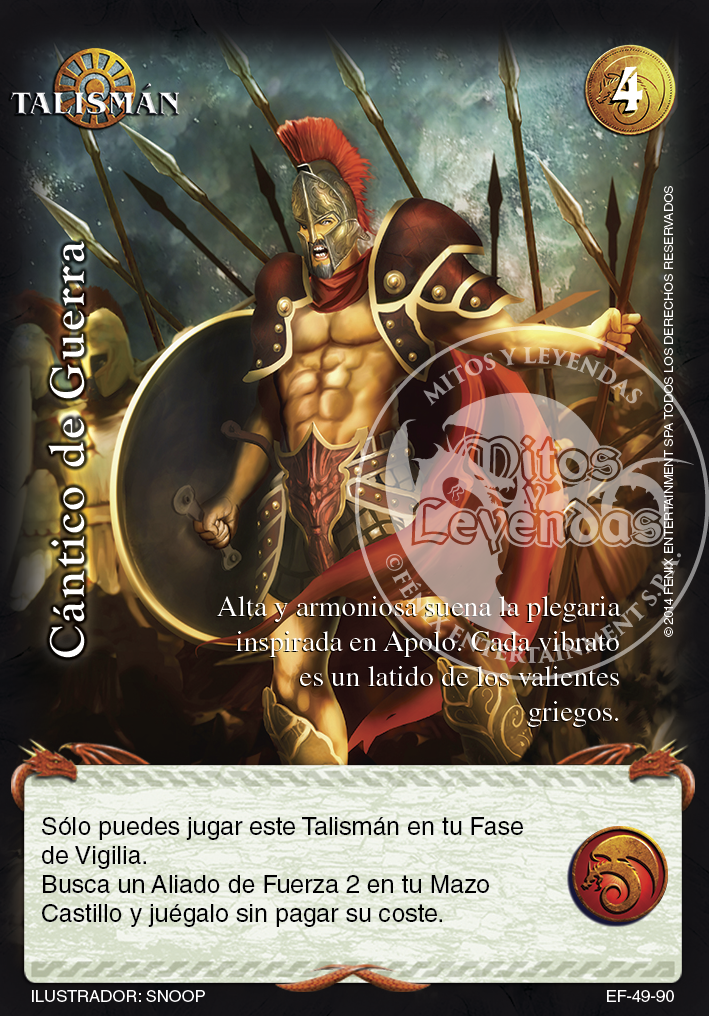 TALISMÁN
4
Cántico de Guerra
MITOS Y LEYENDAS
Mitos
y
Leyendas
© FÉNIX ENTERTAINMENT S.P.A.
© 2014 FENIX ENTERTAINMENT SPA TODOS LOS DERECHOS RESERVADOS
Alta y armoniosa suena la plegaria
inspirada en Apolo. Cada vibrato
es un latido de los valientes
griegos.
Sólo puedes jugar este Talismán en tu Fase
de Vigilia.
Busca un Aliado de Fuerza 2 en tu Mazo
Castillo y juégalo sin pagar su coste.
ILUSTRADOR: SNOOP
EF-49-90